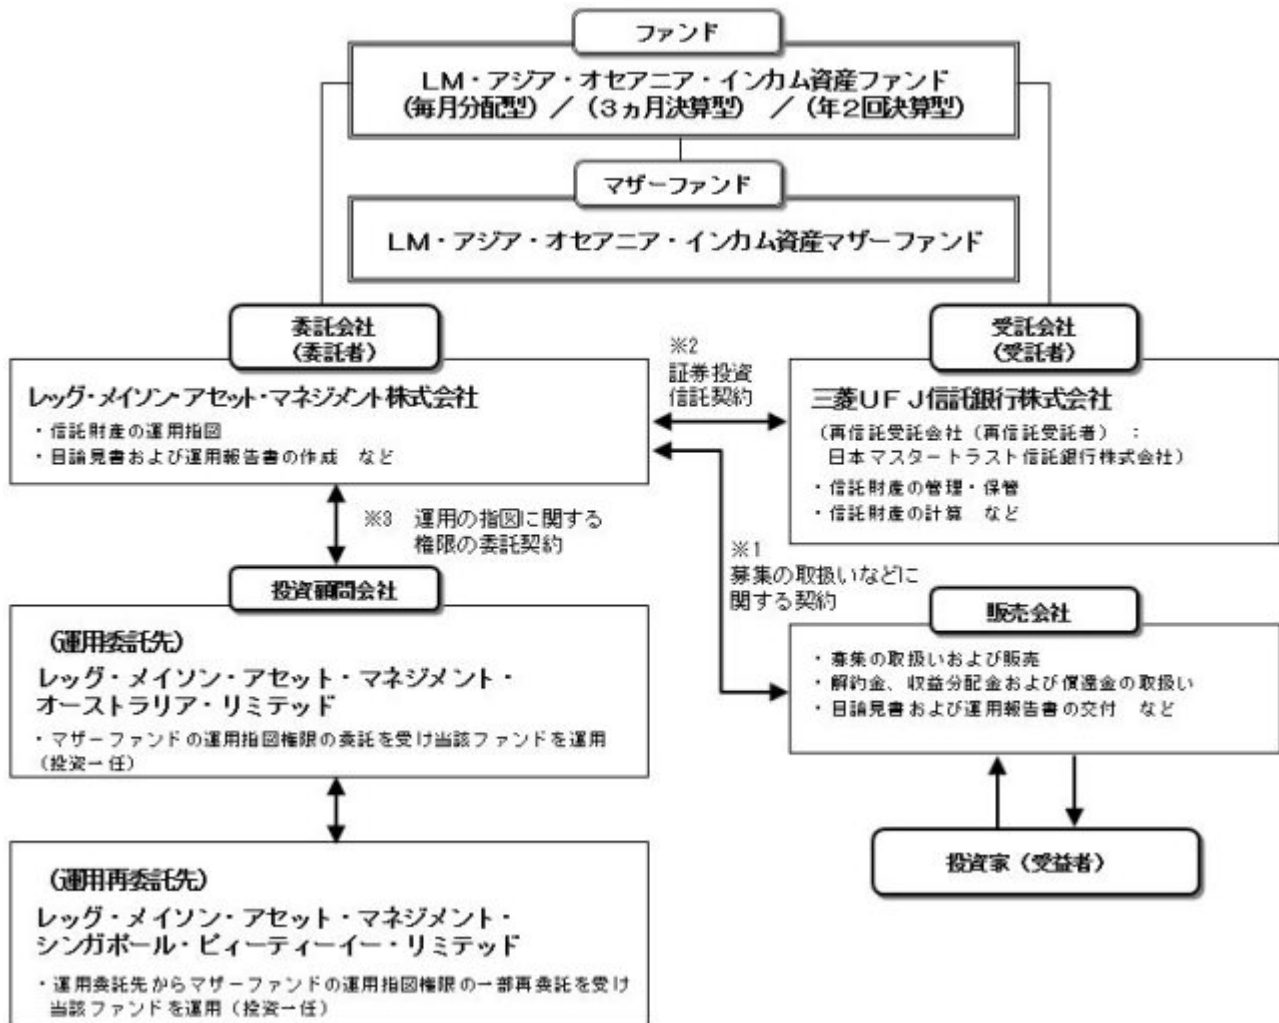 ファンド
LM・アジア・オセアニア・インカム資産ファンド
(毎月分配型) / (3ヵ月決算型) / (年2回決算型)
マザーファンド
LM・アジア・オセアニア・インカム資産マザーファンド
委託会社
(委託者)
レッグ・メイソン・アセット・マネジメント株式会社
・信託財産の運用指図
・目論見書および運用報告書の作成 など
※2
証券投資
信託契約
受託会社
(受託者)
三菱UFJ信託銀行株式会社
(再信託受託会社(再信託受託者) :
日本マスタートラスト信託銀行株式会社)
・信託財産の管理・保管
・信託財産の計算 など
※3 運用の指図に関する
権限の委託契約
※1
募集の取扱いなどに
関する契約
投資顧問会社
(運用委託先)
レッグ・メイソン・アセット・マネジメント・
オーストラリア・リミテッド
・マザーファンドの運用指図権限の委託を受け当該ファンドを運用
(投資一任)
販売会社
・募集の取扱いおよび販売
・解約金、収益分配金および償還金の取扱い
・目論見書および運用報告書の交付 など
投資家(受益者)
(運用再委託先)
レッグ・メイソン・アセット・マネジメント・
シンガポール・ピィーティーイー・リミテッド
・運用委託先からマザーファンドの運用指図権限の一部再委託を受け
当該ファンドを運用(投資一任)